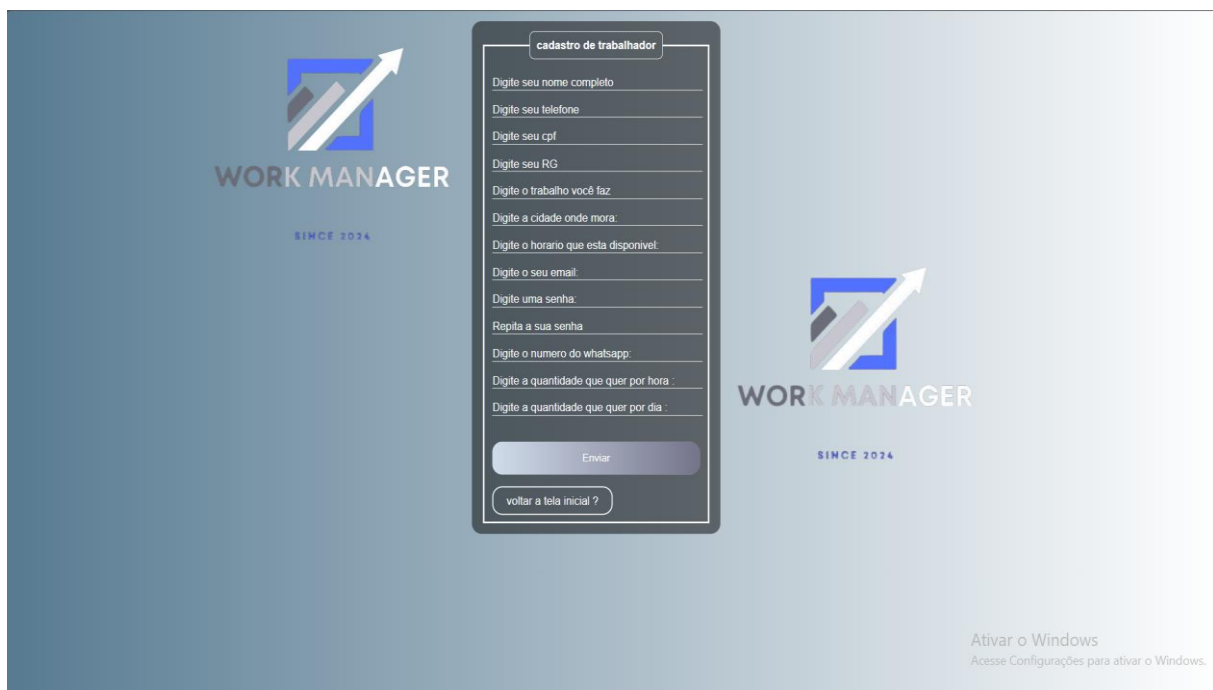 WORK MANAGER
SINCE 2024
cadastro de trabalhador
Digite seu nome completo
Digite seu telefone
Digite seu cpf
Digite seu RG
Digite o trabalho você faz
Digite a cidade onde mora:
Digite o horario que esta disponivel:
Digite o seu email:
Digite uma senha:
Repita a sua senha
Digite o numero do whatsapp:
Digite a quantidade que quer por hora :
Digite a quantidade que quer por dia :
Enviar
voltar a tela inicial ?
WORK MANAGER
SINCE 2024
Ativar o Windows
Acesse Configurações para ativar o Windows.